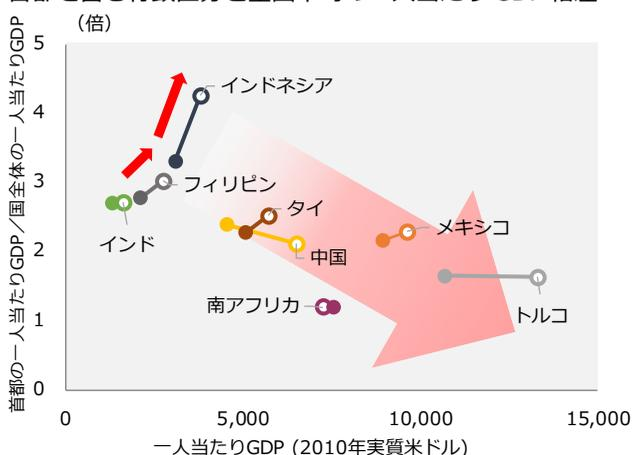 (倍)
首都の一人当たりGDP/国全体の一人当たりGDP
5
4
3
2
1
0
インドネシア
フィリピン
インド
タイ
中国
メキシコ
南アフリカ
トルコ
0
5,000
10,000
15,000
一人当たりGDP (2010年実質米ドル)